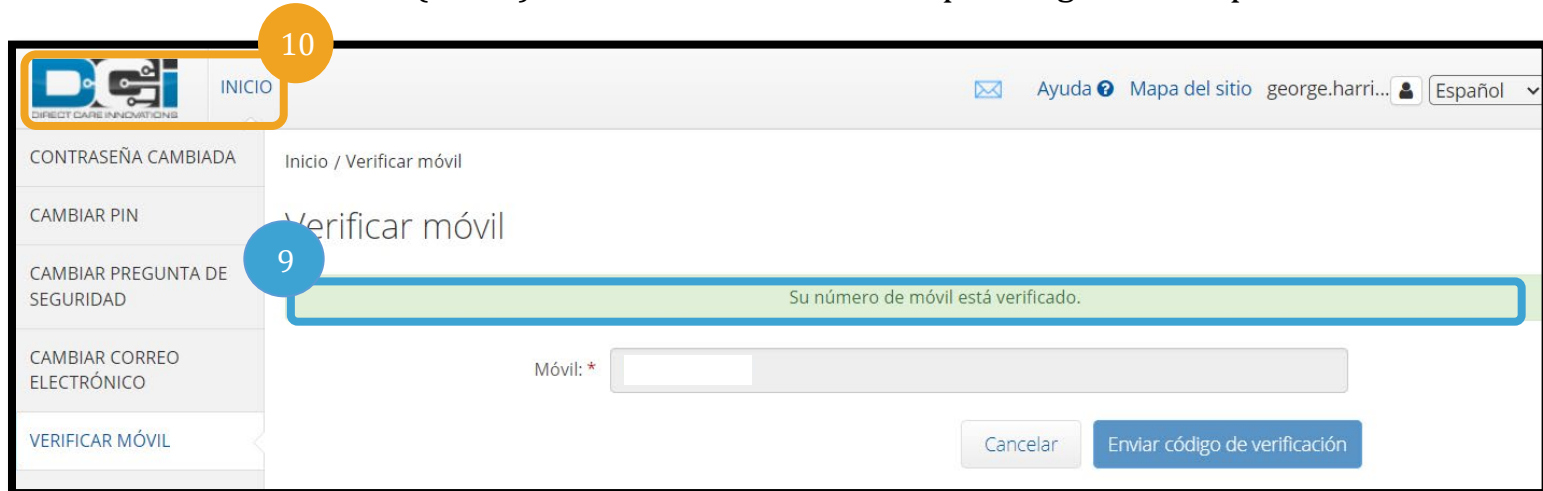 10
DCI
DIRECT CARE INNOVATIONS
INICIO
Ayuda Mapa del sitio george.harri... Español
CONTRASEÑA CAMBIADA
CAMBIAR PIN
CAMBIAR PREGUNTA DE
SEGURIDAD
CAMBIAR CORREO
ELECTRÓNICO
VERIFICAR MÓVIL
Inicio / Verificar móvil
Verificar móvil
9
Su número de móvil está verificado.
Móvil: *
Cancelar
Enviar código de verificación